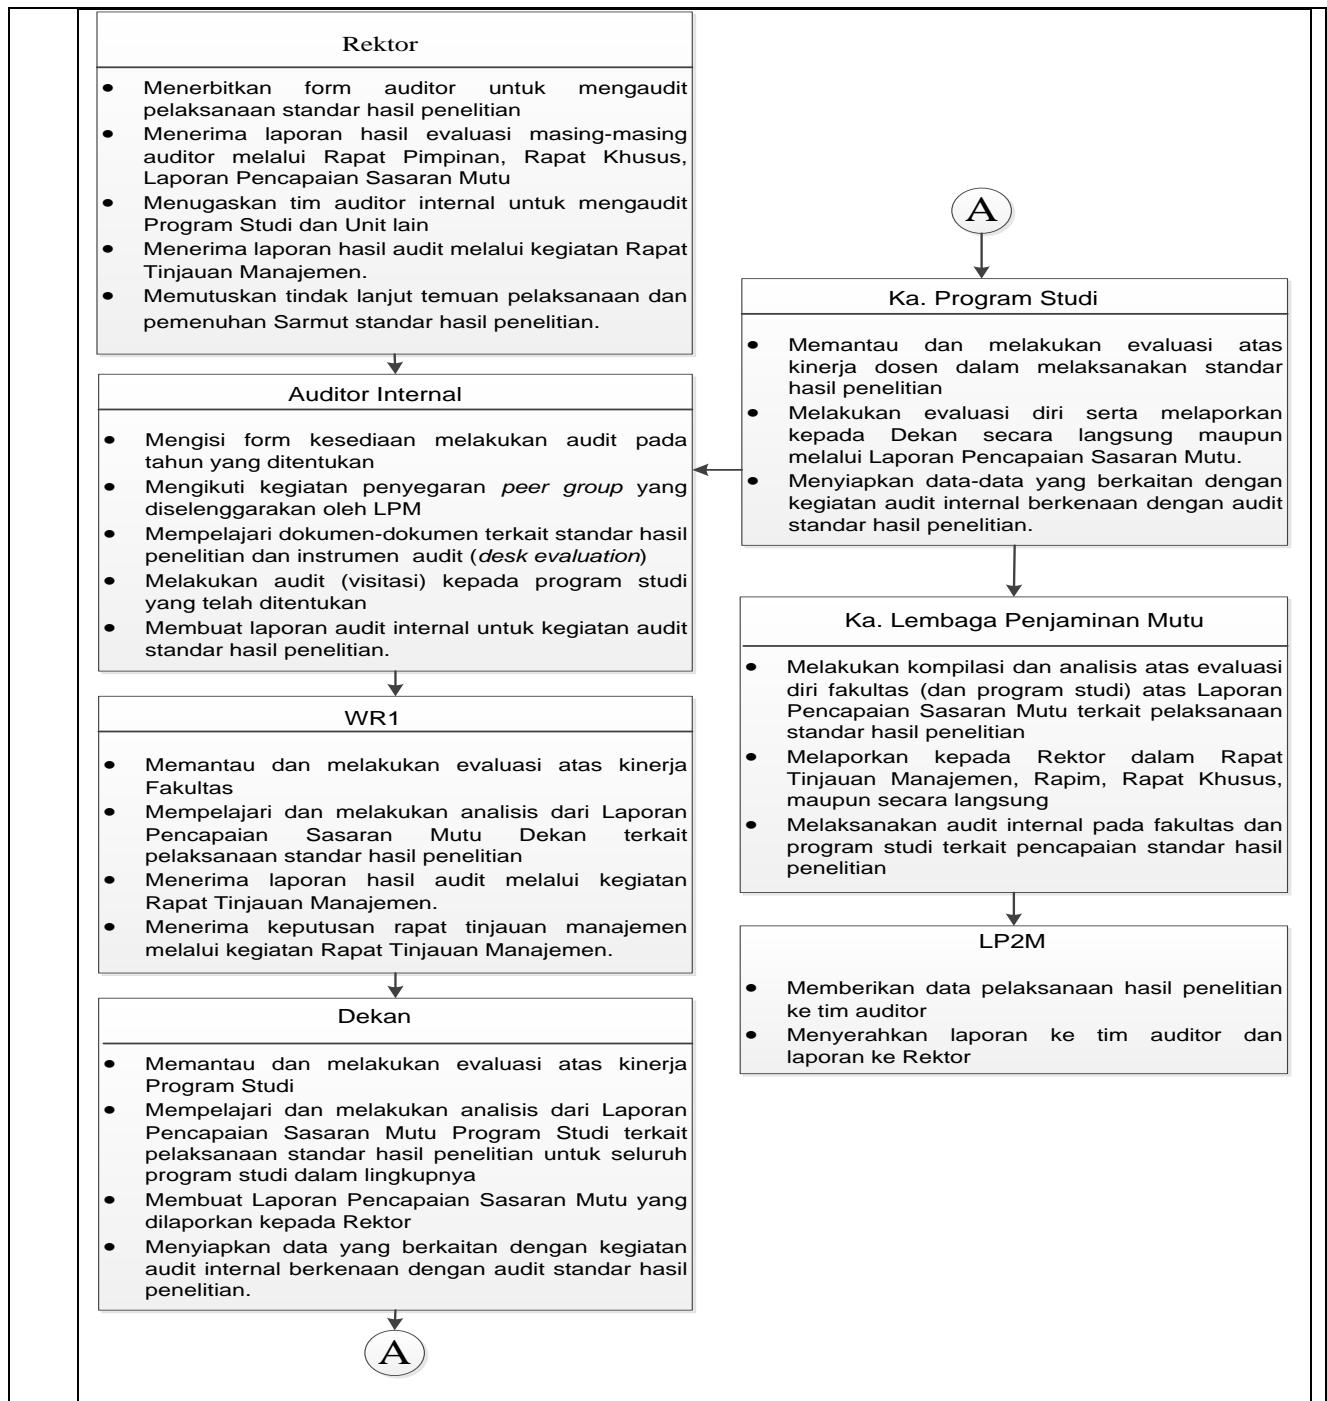 Rektor
• Menerbitkan form auditor untuk mengaudit
pelaksanaan standar hasil penelitian
• Menerima laporan hasil evaluasi masing-masing
auditor melalui Rapat Pimpinan, Rapat Khusus,
Laporan Pencapaian Sasaran Mutu
• Menugaskan tim auditor internal untuk mengaudit
Program Studi dan Unit lain
• Menerima laporan hasil audit melalui kegiatan Rapat
Tinjauan Manajemen.
• Memutuskan tindak lanjut temuan pelaksanaan dan
pemenuhan Sarmut standar hasil penelitian.
Auditor Internal
• Mengisi form kesediaan melakukan audit pada
tahun yang ditentukan
• Mengikuti kegiatan penyegaran peer group yang
diselenggarakan oleh LPM
• Mempelajari dokumen-dokumen terkait standar hasil
penelitian dan instrumen audit (desk evaluation)
• Melakukan audit (visitasi) kepada program studi
yang telah ditentukan
• Membuat laporan audit internal untuk kegiatan audit
standar hasil penelitian.
WR1
• Memantau dan melakukan evaluasi atas kinerja
Fakultas
• Mempelajari dan melakukan analisis dari Laporan
Pencapaian Sasaran Mutu Dekan terkait
pelaksanaan standar hasil penelitian
• Menerima laporan hasil audit melalui kegiatan
Rapat Tinjauan Manajemen.
• Menerima keputusan rapat tinjauan manajemen
melalui kegiatan Rapat Tinjauan Manajemen.
Dekan
• Memantau dan melakukan evaluasi atas kinerja
Program Studi
• Mempelajari dan melakukan analisis dari Laporan
Pencapaian Sasaran Mutu Program Studi terkait
pelaksanaan standar hasil penelitian untuk seluruh
program studi dalam lingkupnya
• Membuat Laporan Pencapaian Sasaran Mutu yang
dilaporkan kepada Rektor
• Menyiapkan data yang berkaitan dengan kegiatan
audit internal berkenaan dengan audit standar hasil
penelitian.
A
A
Ka. Program Studi
• Memantau dan melakukan evaluasi atas
kinerja dosen dalam melaksanakan standar
hasil penelitian
• Melakukan evaluasi diri serta melaporkan
kepada Dekan secara langsung maupun
melalui Laporan Pencapaian Sasaran Mutu.
• Menyiapkan data-data yang berkaitan dengan
kegiatan audit internal berkenaan dengan audit
standar hasil penelitian.
Ka. Lembaga Penjaminan Mutu
• Melakukan kompilasi dan analisis atas evaluasi
diri fakultas (dan program studi) atas Laporan
Pencapaian Sasaran Mutu terkait pelaksanaan
standar hasil penelitian
• Melaporkan kepada Rektor dalam Rapat
Tinjauan Manajemen, Rapim, Rapat Khusus,
maupun secara langsung
• Melaksanakan audit internal pada fakultas dan
program studi terkait pencapaian standar hasil
penelitian
LP2M
• Memberikan data pelaksanaan hasil penelitian
ke tim auditor
• Menyerahkan laporan ke tim auditor dan
laporan ke Rektor